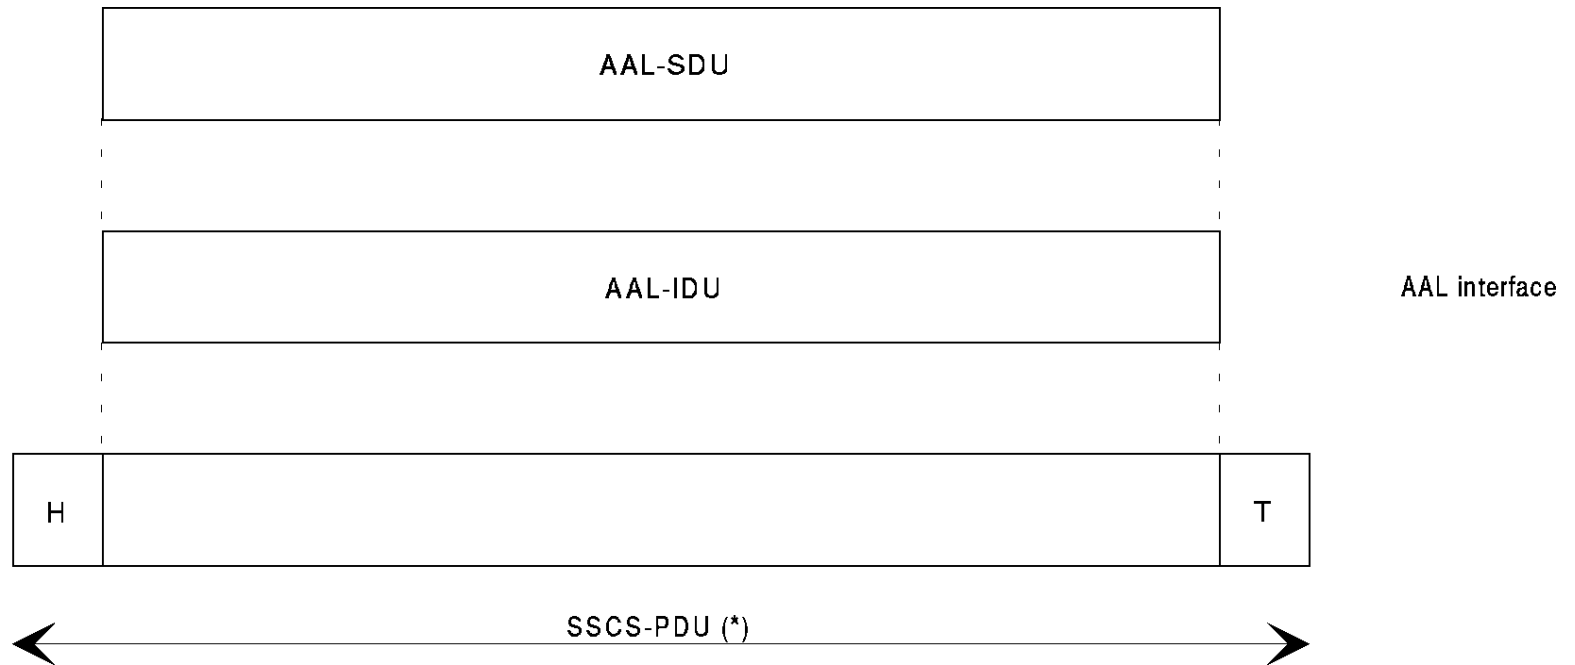 AAL-SDU
AAL-IDU
AAL interface
H
T
SSCS-PDU (*)